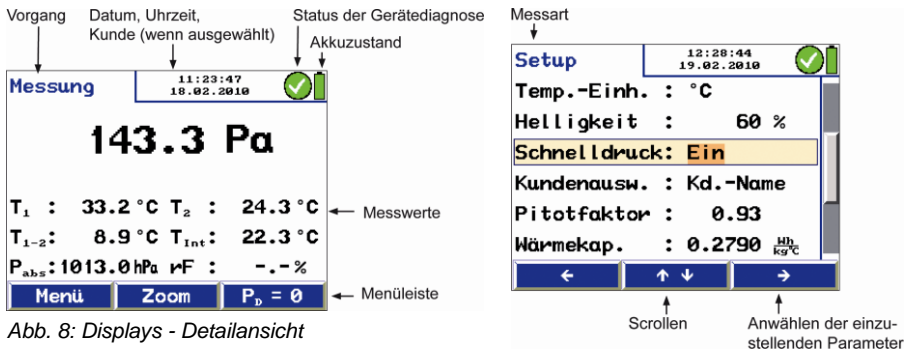 Vorgang
Datum, Uhrzeit,
Kunde (wenn ausgewählt)
Status der Gerätediagnose
Akkuzustand
Messung
11:23:47
18.02.2010
143.3 Pa
T₁ : 33.2 °C T₂ : 24.3 °C
T₁₋₂: 8.9 °C T_Int: 22.3 °C
P_abs: 1013.0 hPa rF : -.-%
Messwerte
Menü Zoom P_D = 0
Menüleiste
Abb. 8: Displays - Detailansicht
Messart
Setup
12:28:44
19.02.2010
Temp.-Einh. : °C
Helligkeit : 60 %
Schnelldruck: Ein
Kundenausw. : Kd.-Name
Pitotfaktor : 0.93
Wärmekap. : 0.2790 Wh/kg°C
← ↑ ↓ →
Scrollen
Anwählen der einzu-
stellenden Parameter